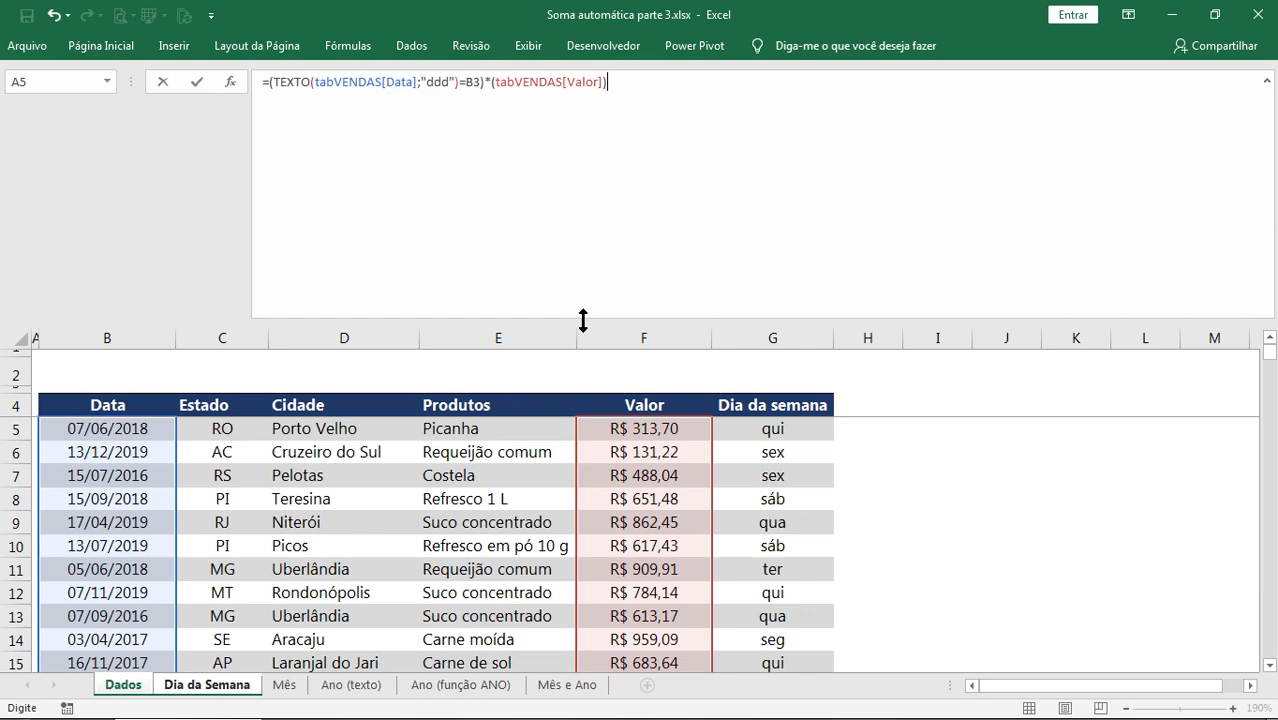 Soma automática parte 3.xlsx - Excel
Entrar
Arquivo Página Inicial Inserir Layout da Página Fórmulas Dados Revisão Exibir Desenvolvedor Power Pivot Diga-me o que você deseja fazer Compartilhar
A5 fx =(TEXTO(tabVENDAS[Data];"ddd")=B3)*(tabVENDAS[Valor])
A B C D E F G H I J K L M
1
2
3
4 Data Estado Cidade Produtos Valor Dia da semana
5 07/06/2018 RO Porto Velho Picanha R$ 313,70 qui
6 13/12/2019 AC Cruzeiro do Sul Requeijão comum R$ 131,22 sex
7 15/07/2016 RS Pelotas Costela R$ 488,04 sex
8 15/09/2018 PI Teresina Refresco 1 L R$ 651,48 sáb
9 17/04/2019 RJ Niterói Suco concentrado R$ 862,45 qua
10 13/07/2019 PI Picos Refresco em pó 10 g R$ 617,43 sáb
11 05/06/2018 MG Uberlândia Requeijão comum R$ 909,91 ter
12 07/11/2019 MT Rondonópolis Suco concentrado R$ 784,14 qui
13 07/09/2016 MG Uberlândia Suco concentrado R$ 613,17 qua
14 03/04/2017 SE Aracaju Carne moída R$ 959,09 seg
15 16/11/2017 AP Laranjal do Jari Carne de sol R$ 683,64 qui
Dados Dia da Semana Mês Ano (texto) Ano (função ANO) Mês e Ano
Digite 190%